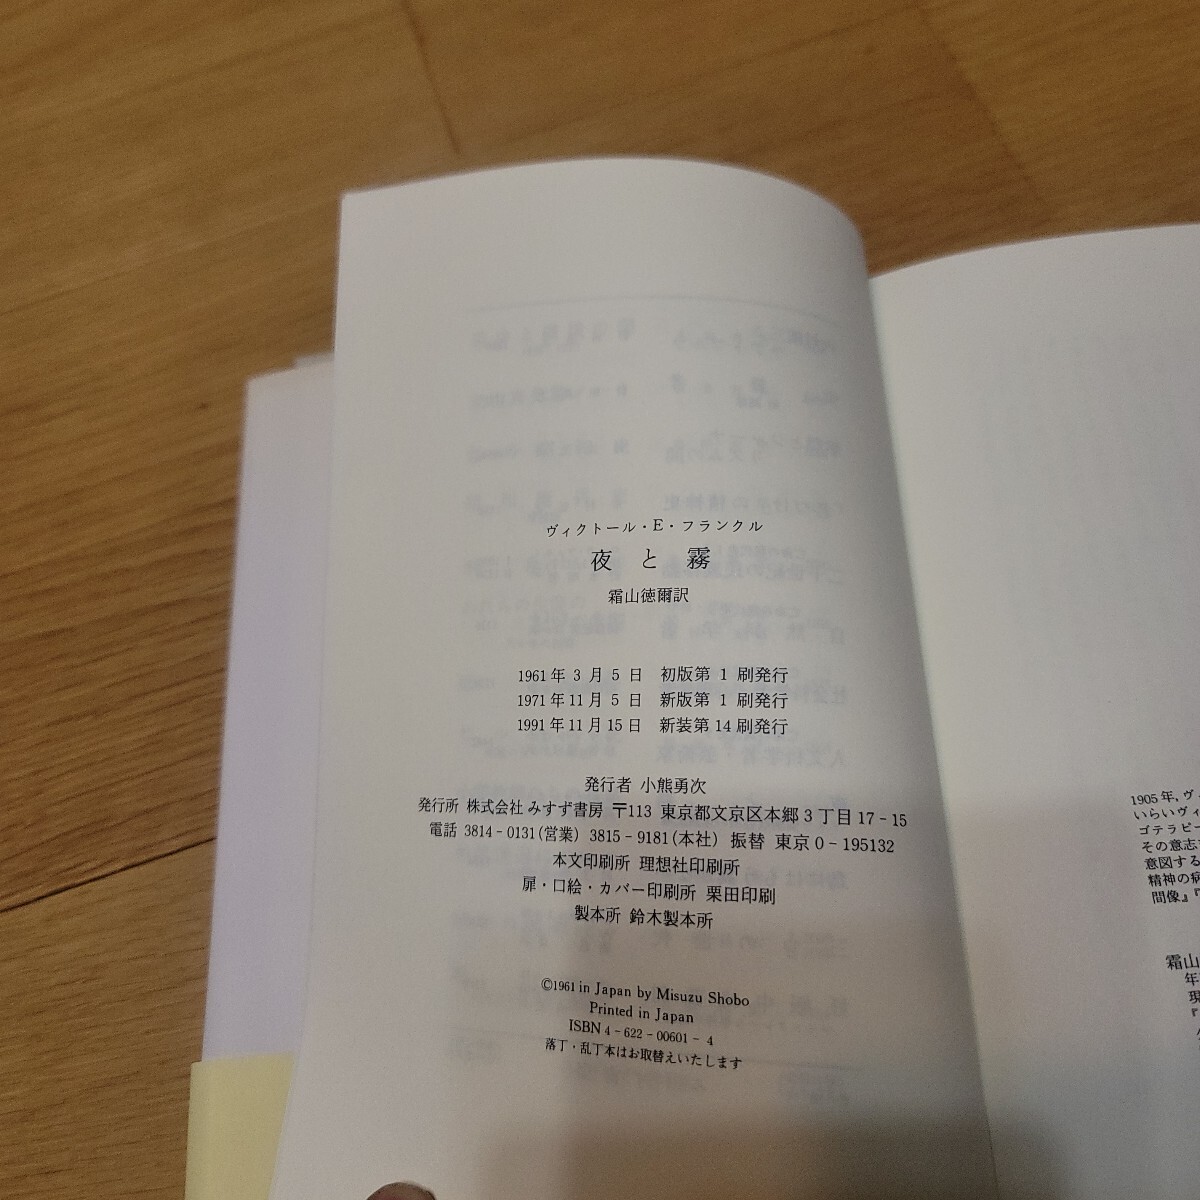 ヴィクトール・E・フランクル
夜と霧
霜山徳爾訳
1961年3月5日 初版第1刷発行
1971年11月5日 新版第1刷発行
1991年11月15日 新装第14刷発行
発行者 小熊勇次
発行所 株式会社 みすず書房 〒113 東京都文京区本郷3丁目17-15
電話 3814-0131(営業) 3815-9181(本社) 振替 東京0-195132
本文印刷所 理想社印刷所
扉・口絵・カバー印刷所 栗田印刷
製本所 鈴木製本所
©1961 in Japan by Misuzu Shobo
Printed in Japan
ISBN 4-622-00601-4
落丁・乱丁本はお取替えいたします
1905年,ヴィ
いらいヴィ
ゴテラピー
その意志
意図する
精神の病
間像』『
霜山
年
現
『